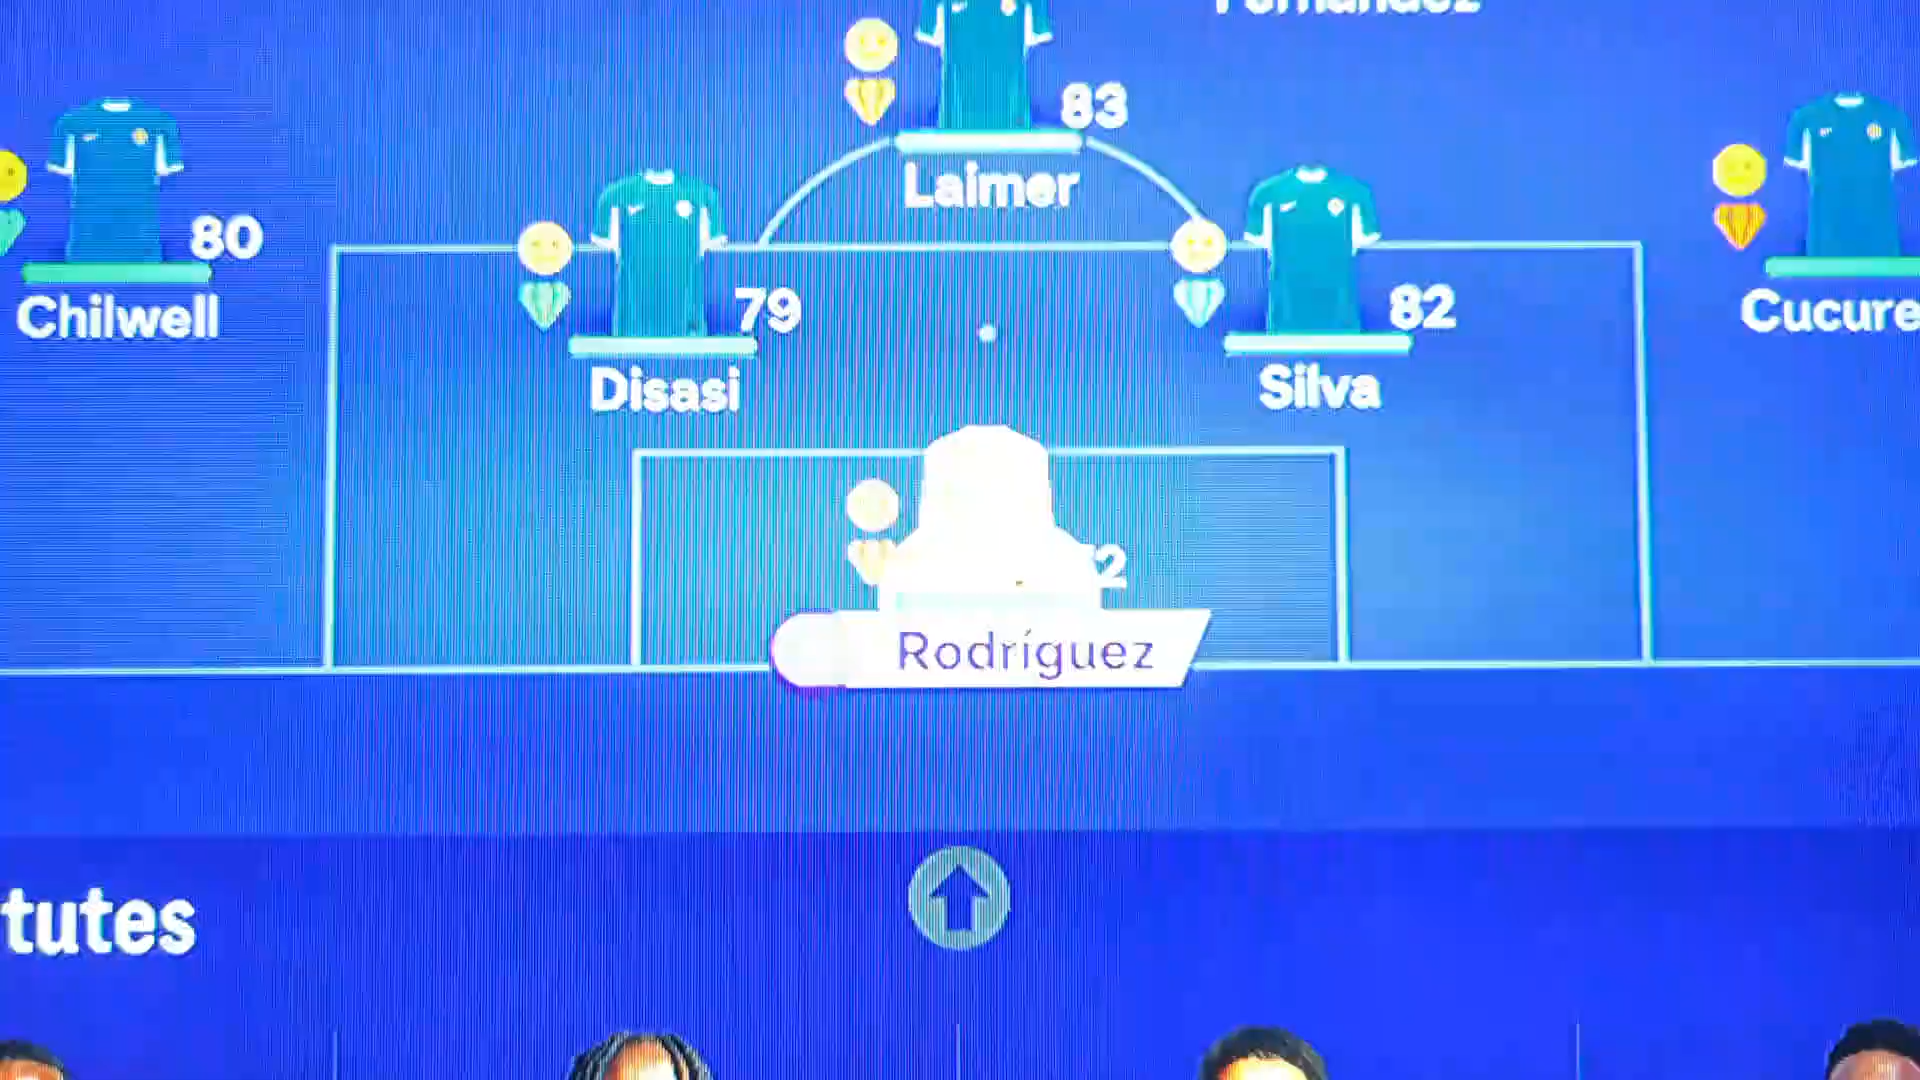 83
Laimer
80
Chilwell
79
Disasi
82
Silva
Cucure
Rodríguez
tutes